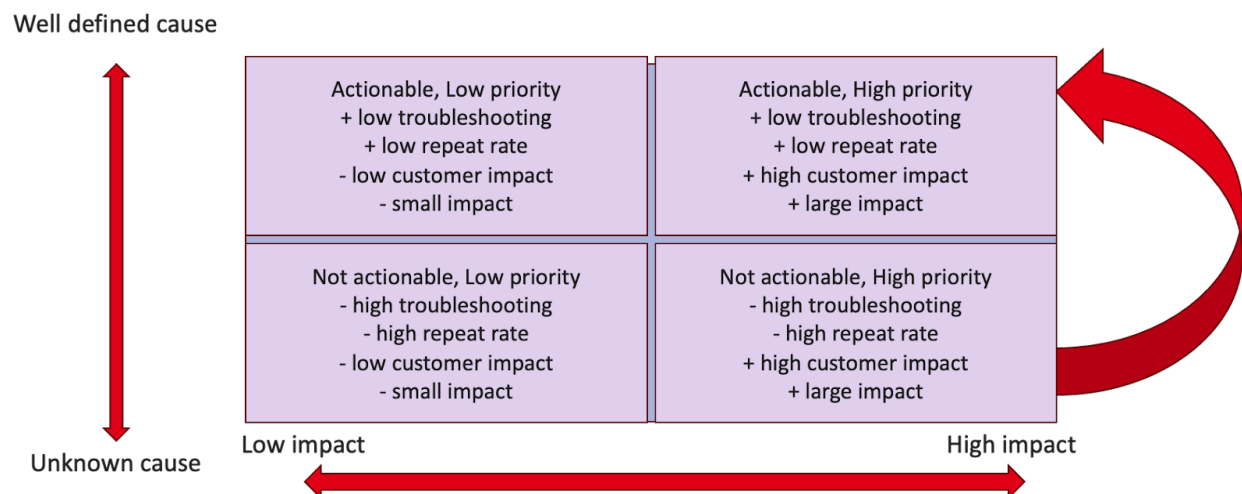 Well defined cause
Actionable, Low priority
+ low troubleshooting
+ low repeat rate
- low customer impact
- small impact
Actionable, High priority
+ low troubleshooting
+ low repeat rate
+ high customer impact
+ large impact
Not actionable, Low priority
- high troubleshooting
- high repeat rate
- low customer impact
- small impact
Not actionable, High priority
- high troubleshooting
- high repeat rate
+ high customer impact
+ large impact
Unknown cause
Low impact
High impact